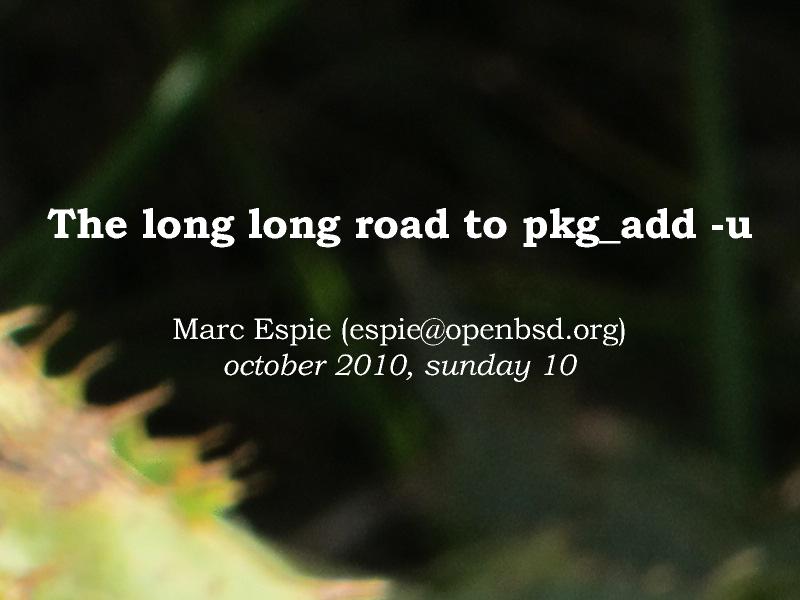 The long long road to pkg_add -u
Marc Espie (espie@openbsd.org)
october 2010, sunday 10